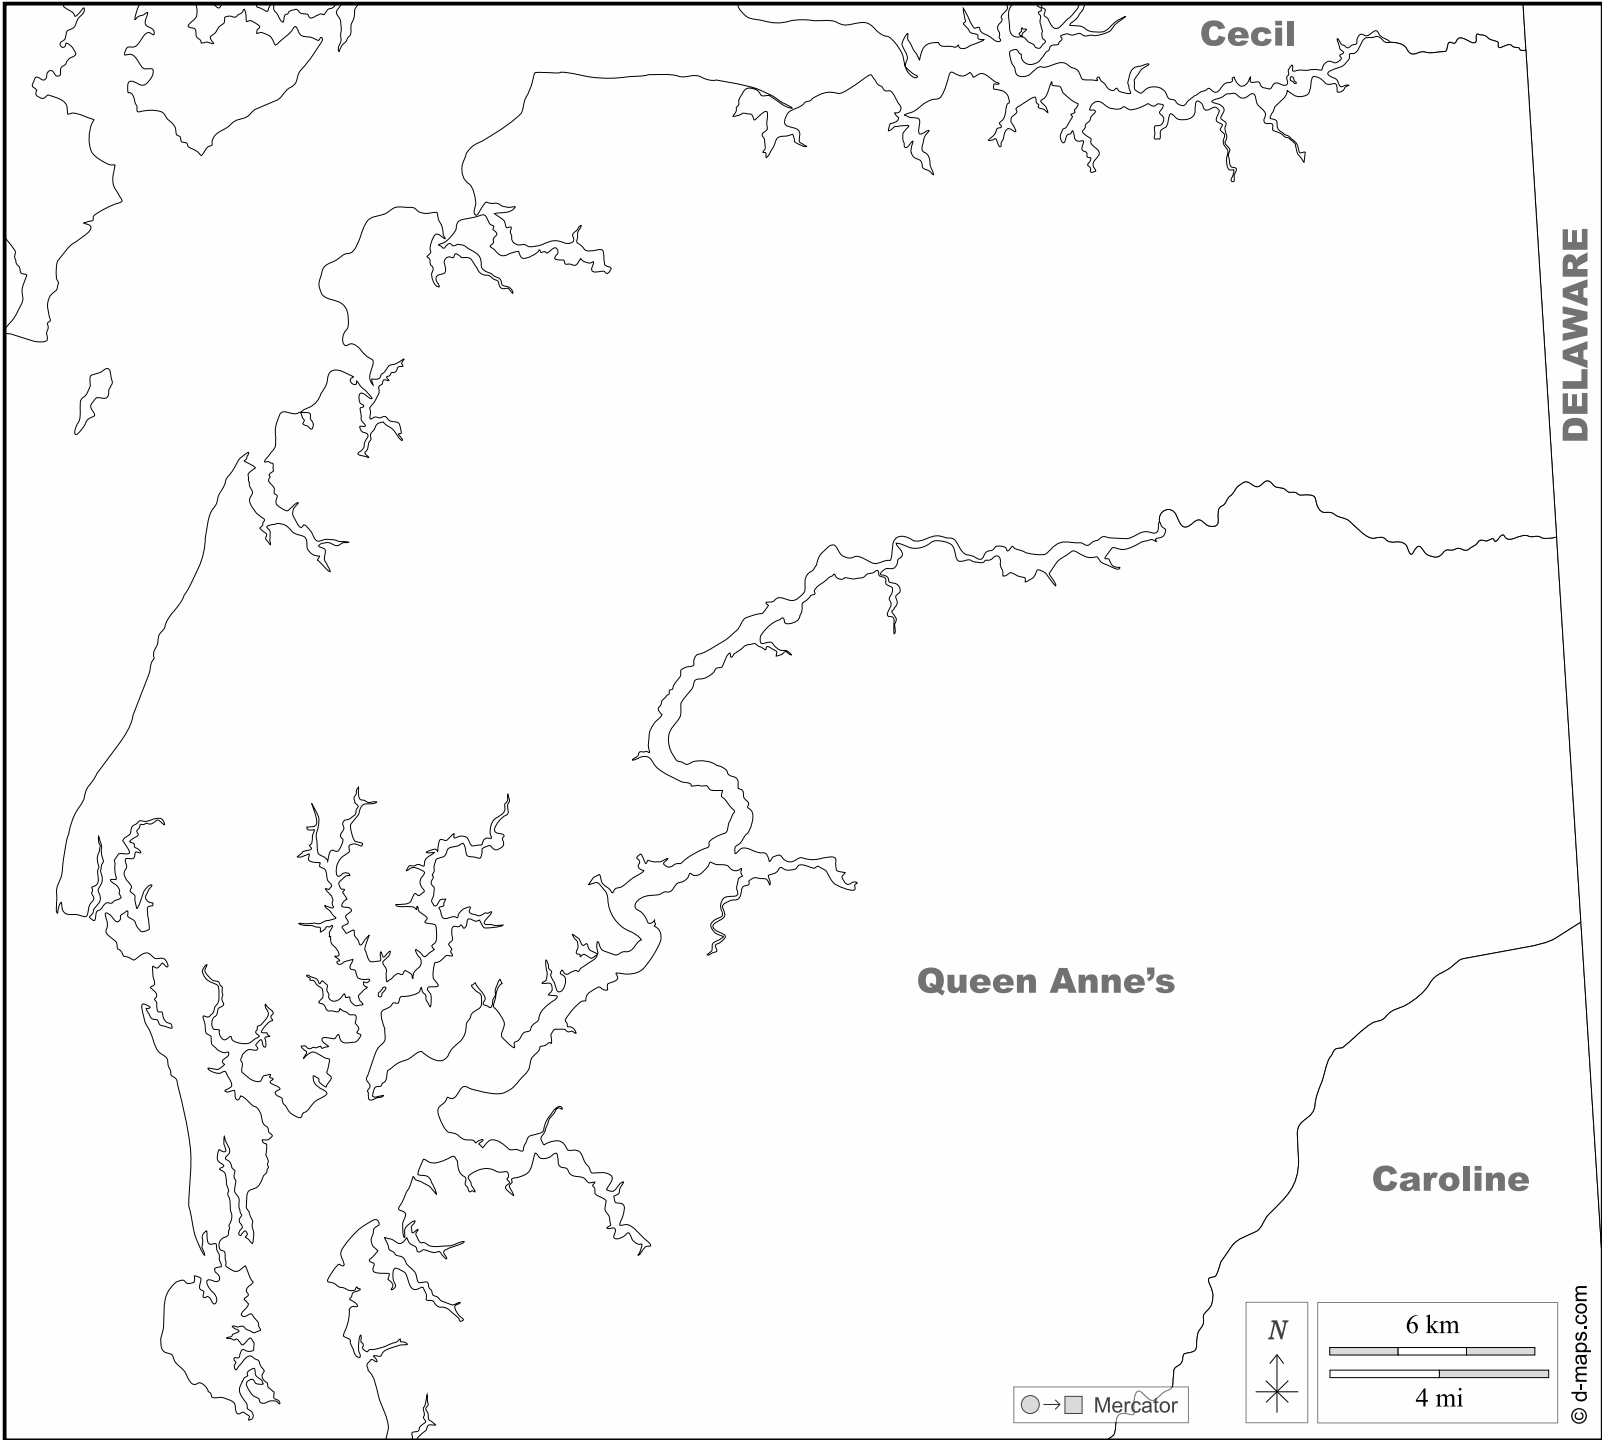 Cecil
DELAWARE
Queen Anne’s
Caroline
N
6 km
4 mi
Mercator
© d-maps.com